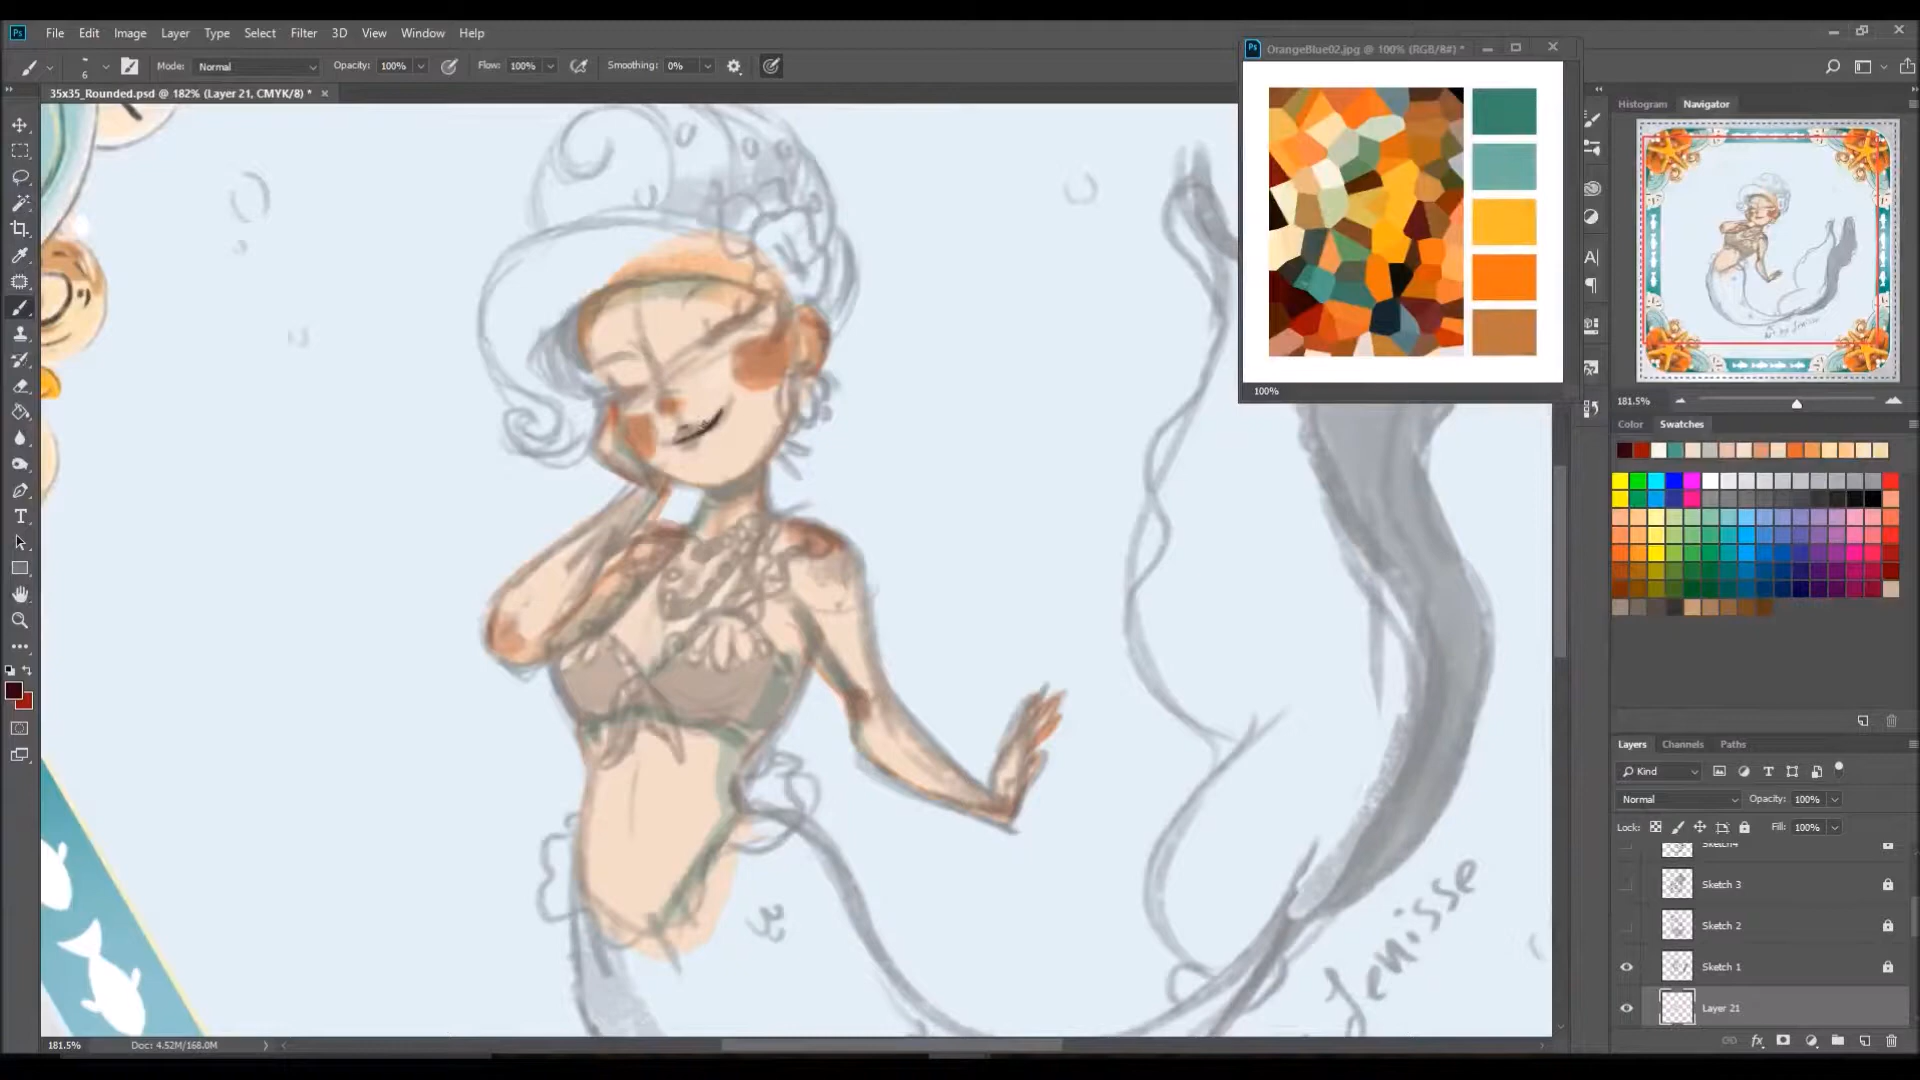 Ps File Edit Image Layer Type Select Filter 3D View Window Help
6 Mode: Normal Opacity: 100% Flow: 100% Smoothing: 0%
35x35_Rounded.psd @ 182% (Layer 21, CMYK/8) *
OrangeBlue02.jpg @ 100% (RGB/8#) *
100%
Histogram Navigator
181.5%
Color Swatches
Layers Channels Paths
Kind
Normal Opacity: 100%
Lock: Fill: 100%
Sketch4
Sketch 3
Sketch 2
Sketch 1
Layer 21
Jenisse
181.5% Doc: 4.52M/168.0M